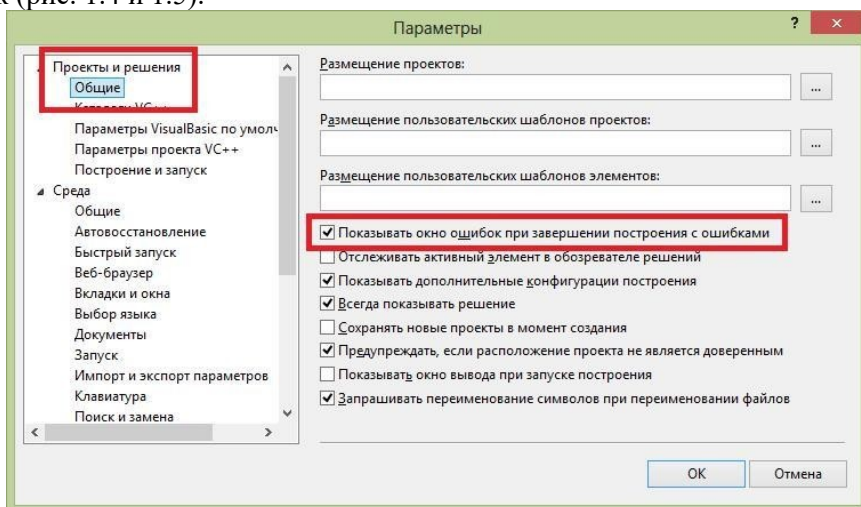 к (рис. 1.4 и 1.5).
Параметры
?
×
Проекты и решения
Общие
Каталоги VC++
Параметры VisualBasic по умолч
Параметры проекта VC++
Построение и запуск
Среда
Общие
Автовосстановление
Быстрый запуск
Веб-браузер
Вкладки и окна
Выбор языка
Документы
Запуск
Импорт и экспорт параметров
Клавиатура
Поиск и замена
Размещение проектов:
...
Размещение пользовательских шаблонов проектов:
...
Размещение пользовательских шаблонов элементов:
...
Показывать окно ошибок при завершении построения с ошибками
Отслеживать активный элемент в обозревателе решений
Показывать дополнительные конфигурации построения
Всегда показывать решение
Сохранять новые проекты в момент создания
Предупреждать, если расположение проекта не является доверенным
Показывать окно вывода при запуске построения
Запрашивать переименование символов при переименовании файлов
ОК
Отмена